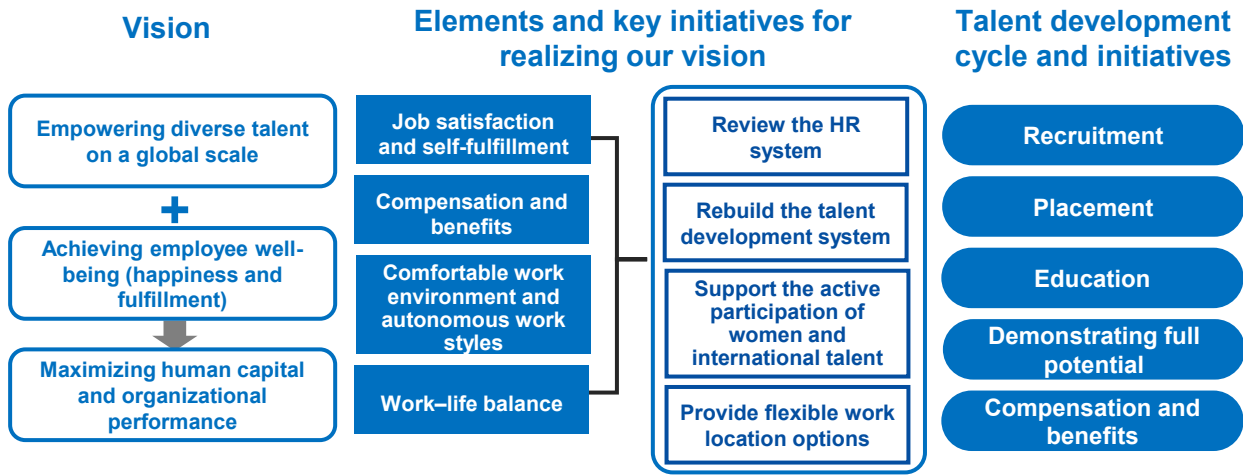 Vision
Empowering diverse talent
on a global scale
+
Achieving employee well-
being (happiness and
fulfillment)
Maximizing human capital
and organizational
performance
Elements and key initiatives for
realizing our vision
Job satisfaction
and self-fulfillment
Compensation and
benefits
Comfortable work
environment and
autonomous work
styles
Work–life balance
Review the HR
system
Rebuild the talent
development system
Support the active
participation of
women and
international talent
Provide flexible work
location options
Talent development
cycle and initiatives
Recruitment
Placement
Education
Demonstrating full
potential
Compensation and
benefits